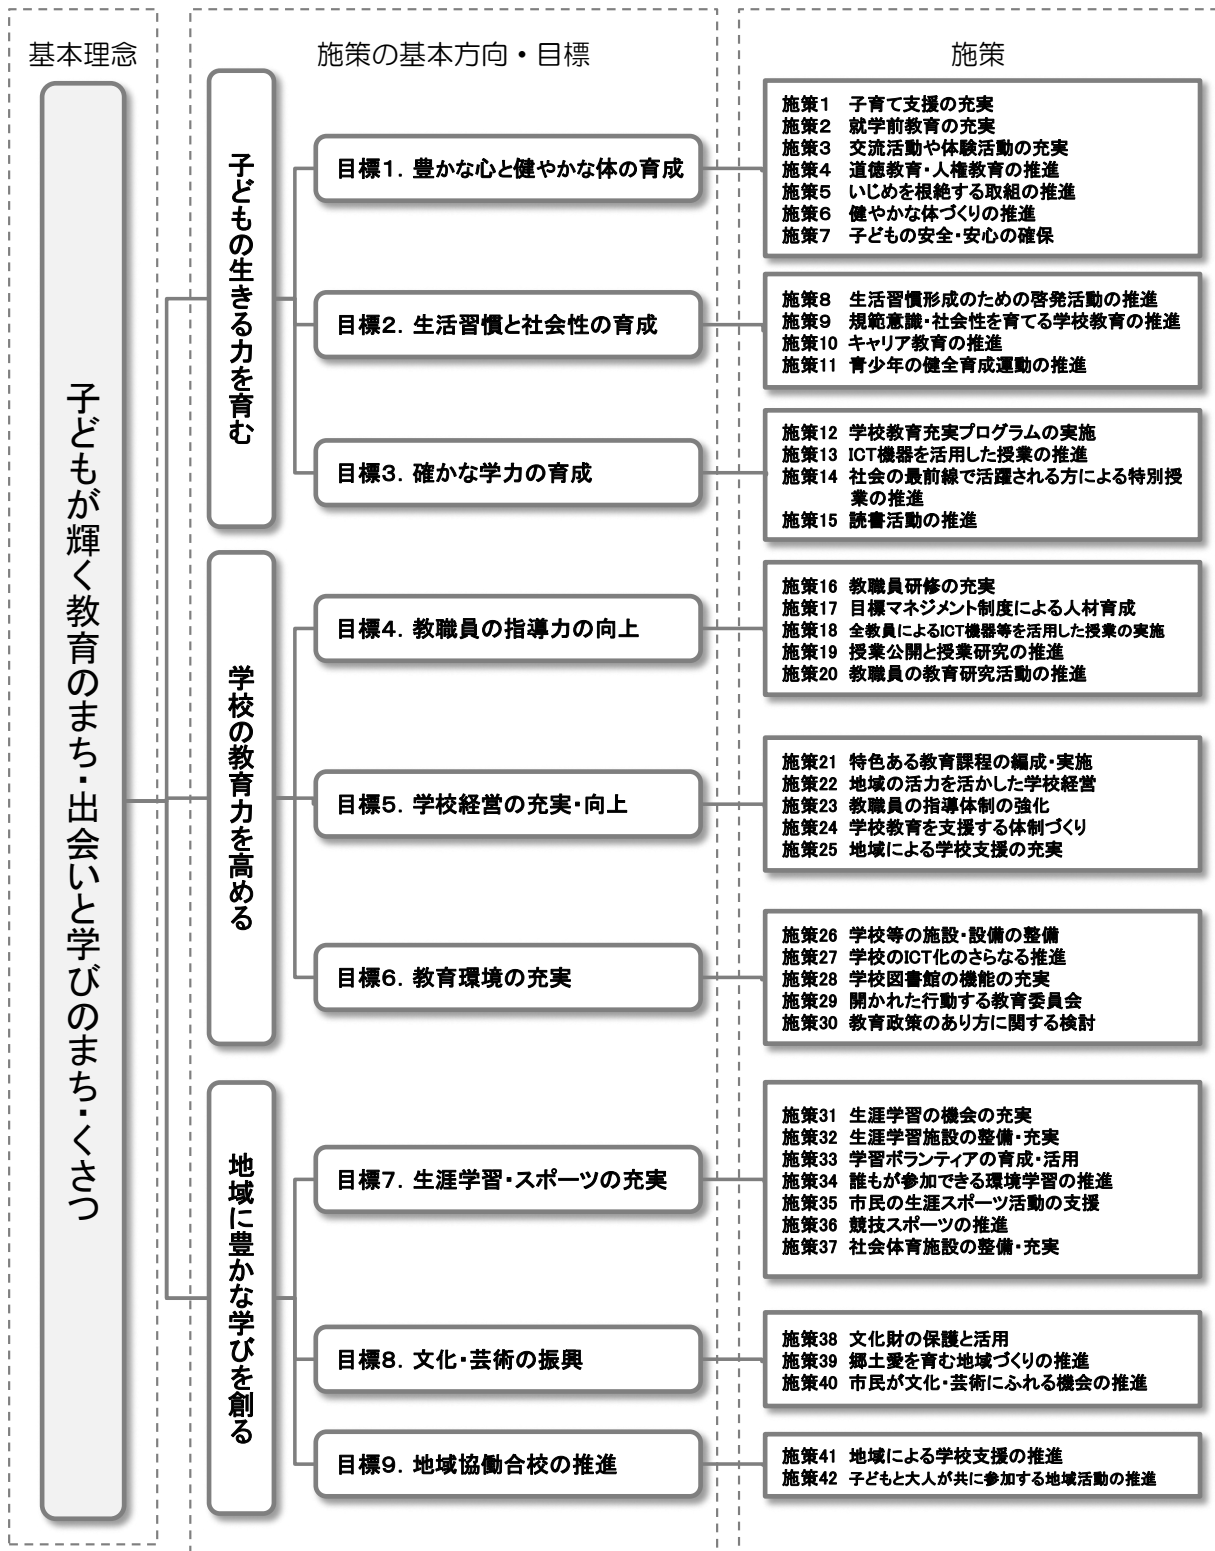 基本理念
子どもが輝く教育のまち・出会いと学びのまち・くさつ
施策の基本方向・目標
施策
子どもの生きる力を育む
目標1．豊かな心と健やかな体の育成
施策1 子育て支援の充実
施策2 就学前教育の充実
施策3 交流活動や体験活動の充実
施策4 道徳教育・人権教育の推進
施策5 いじめを根絶する取組の推進
施策6 健やかな体づくりの推進
施策7 子どもの安全・安心の確保
目標2．生活習慣と社会性の育成
施策8 生活習慣形成のための啓発活動の推進
施策9 規範意識・社会性を育てる学校教育の推進
施策10 キャリア教育の推進
施策11 青少年の健全育成運動の推進
目標3．確かな学力の育成
施策12 学校教育充実プログラムの実施
施策13 ICT機器を活用した授業の推進
施策14 社会の最前線で活躍される方による特別授
業の推進
施策15 読書活動の推進
学校の教育力を高める
目標4．教職員の指導力の向上
施策16 教職員研修の充実
施策17 目標マネジメント制度による人材育成
施策18 全教員によるICT機器等を活用した授業の実施
施策19 授業公開と授業研究の推進
施策20 教職員の教育研究活動の推進
目標5．学校経営の充実・向上
施策21 特色ある教育課程の編成・実施
施策22 地域の活力を活かした学校経営
施策23 教職員の指導体制の強化
施策24 学校教育を支援する体制づくり
施策25 地域による学校支援の充実
目標6．教育環境の充実
施策26 学校等の施設・設備の整備
施策27 学校のICT化のさらなる推進
施策28 学校図書館の機能の充実
施策29 開かれた行動する教育委員会
施策30 教育政策のあり方に関する検討
地域に豊かな学びを創る
目標7．生涯学習・スポーツの充実
施策31 生涯学習の機会の充実
施策32 生涯学習施設の整備・充実
施策33 学習ボランティアの育成・活用
施策34 誰もが参加できる環境学習の推進
施策35 市民の生涯スポーツ活動の支援
施策36 競技スポーツの推進
施策37 社会体育施設の整備・充実
目標8．文化・芸術の振興
施策38 文化財の保護と活用
施策39 郷土愛を育む地域づくりの推進
施策40 市民が文化・芸術にふれる機会の推進
目標9．地域協働合校の推進
施策41 地域による学校支援の推進
施策42 子どもと大人が共に参加する地域活動の推進